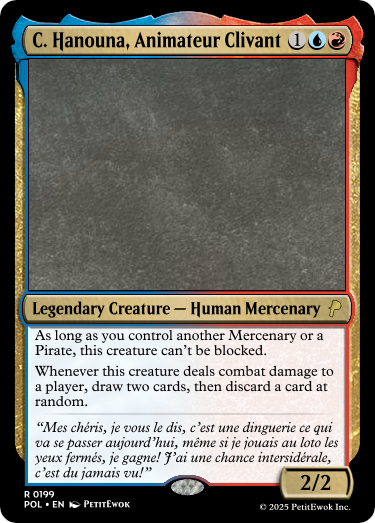 C. Hanouna, Animateur Clivant 1
Legendary Creature — Human Mercenary
As long as you control another Mercenary or a
Pirate, this creature can't be blocked.
Whenever this creature deals combat damage to
a player, draw two cards, then discard a card at
random.
“Mes chéris, je vous le dis, c'est une dinguerie ce qui
va se passer aujourd'hui, même si je jouais au loto les
yeux fermés, je gagne! J'ai une chance intersidérale,
c'est du jamais vu!”
2/2
R 0199
POL • EN PetitEwok
© 2025 PetitEwok Inc.